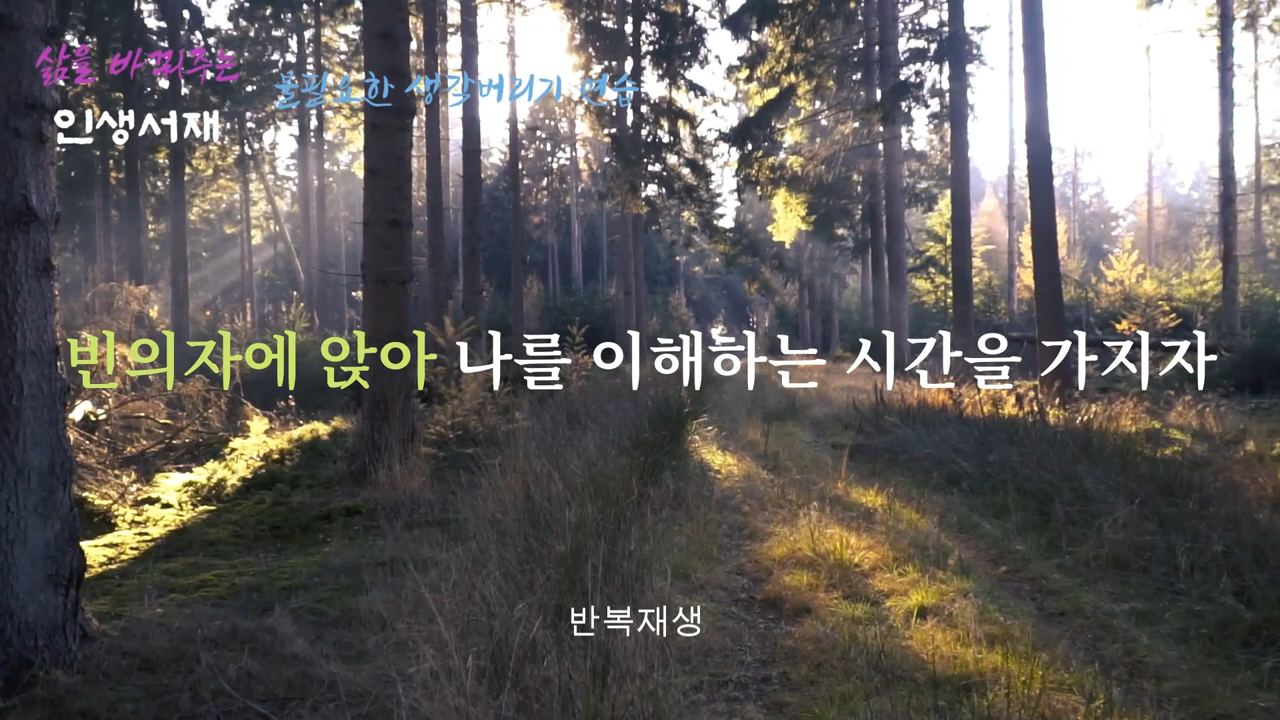 삶을 바꿔주는
인생서재
불필요한 생각버리기 연습
빈의자에 앉아 나를 이해하는 시간을 가지자
반복재생